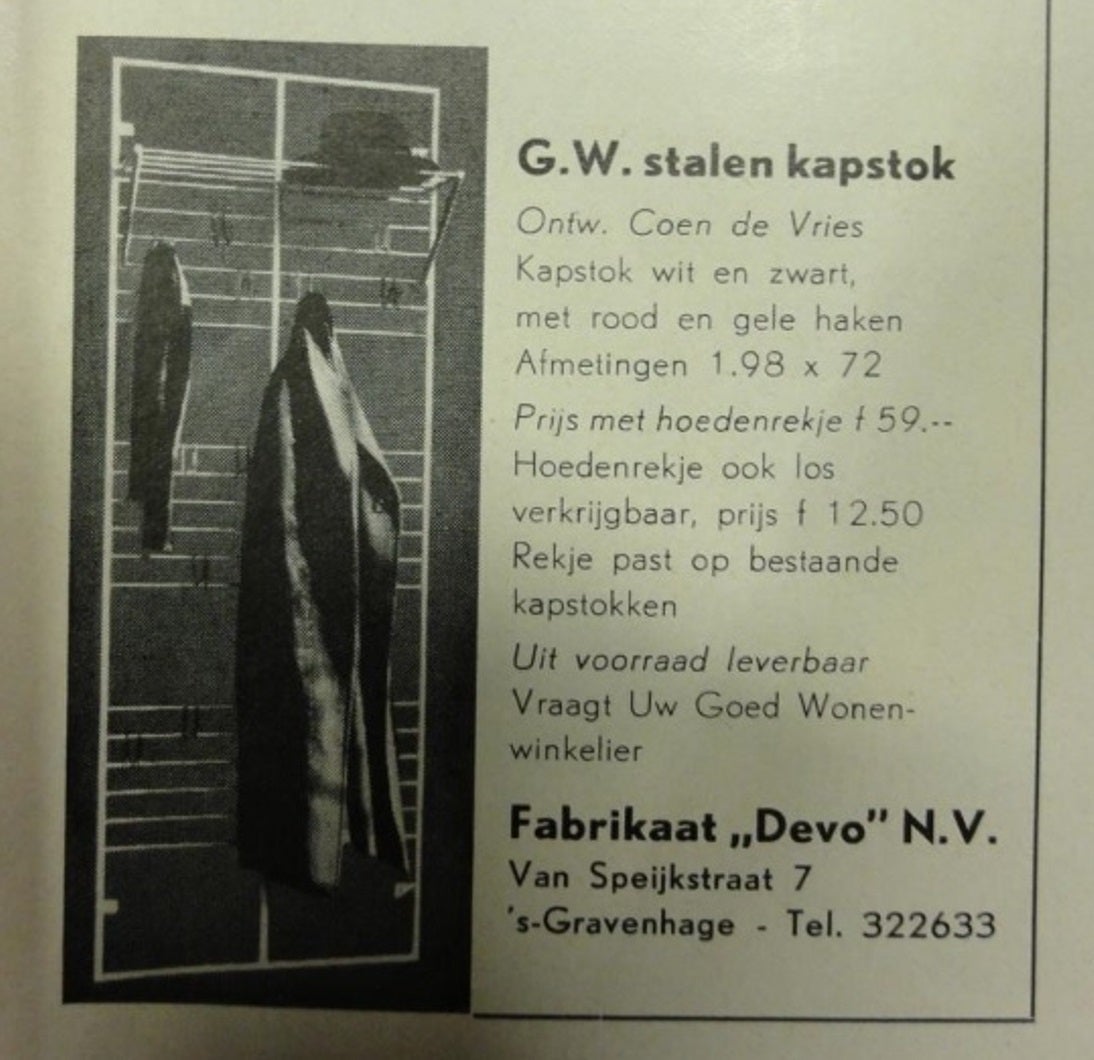 G.W. stalen kapstok
Ontw. Coen de Vries
Kapstok wit en zwart,
met rood en gele haken
Afmetingen 1.98 x 72
Prijs met hoedenrekje f 59.--
Hoedenrekje ook los
verkrijgbaar, prijs f 12.50
Rekje past op bestaande
kapstokken
Uit voorraad leverbaar
Vraagt Uw Goed Wonen-
winkelier
Fabrikaat „Devo” N.V.
Van Speijkstraat 7
's-Gravenhage - Tel. 322633